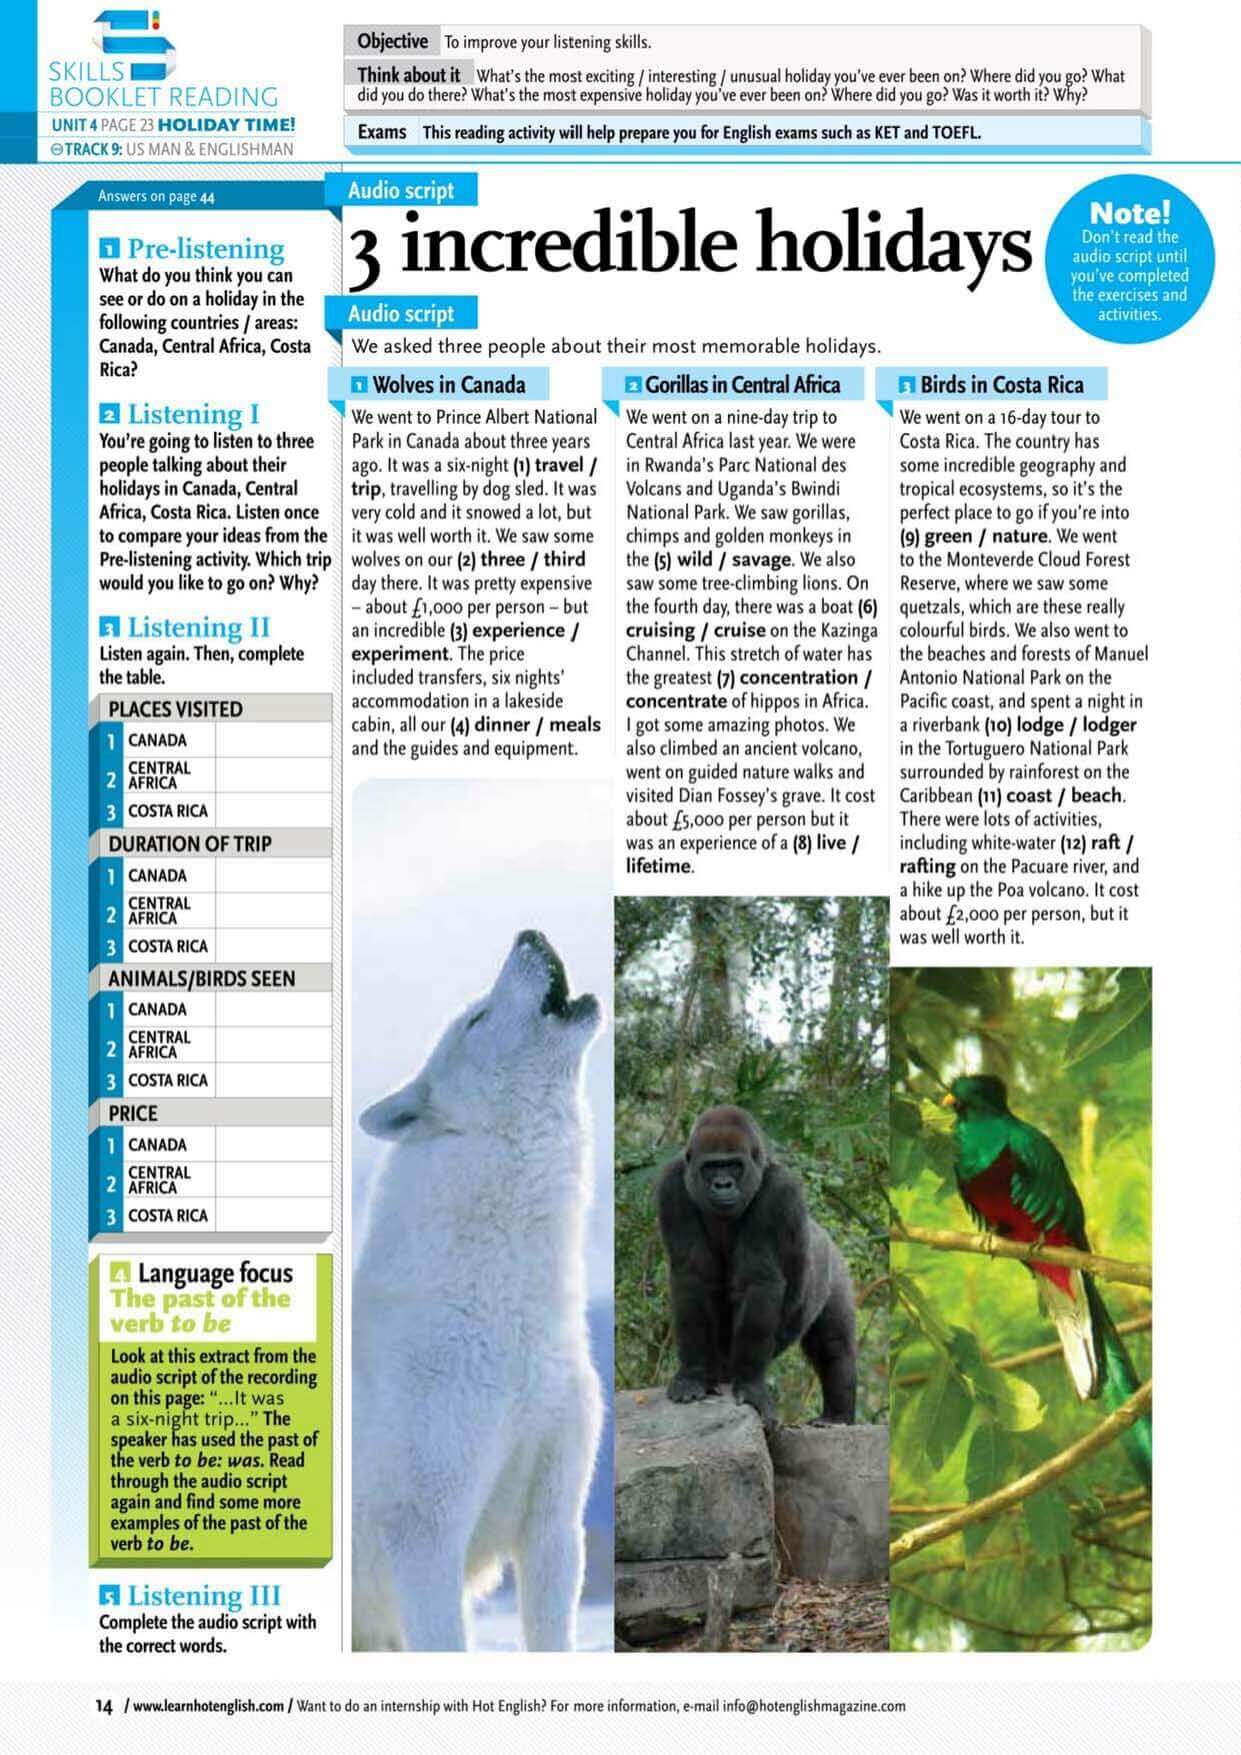 SKILLS
BOOKLET READING
UNIT 4 PAGE 23 HOLIDAY TIME!
TRACK 9: US MAN & ENGLISHMAN
Objective To improve your listening skills.
Think about it What's the most exciting / interesting / unusual holiday you've ever been on? Where did you go? What
did you do there? What's the most expensive holiday you've ever been on? Where did you go? Was it worth it? Why?
Exams This reading activity will help prepare you for English exams such as KET and TOEFL.
Answers on page 44
1 Pre-listening
What do you think you can
see or do on a holiday in the
following countries / areas:
Canada, Central Africa, Costa
Rica?
2 Listening I
You're going to listen to three
people talking about their
holidays in Canada, Central
Africa, Costa Rica. Listen once
to compare your ideas from the
Pre-listening activity. Which trip
would you like to go on? Why?
3 Listening II
Listen again. Then, complete
the table.
PLACES VISITED
1 CANADA
2 CENTRAL
AFRICA
3 COSTA RICA
DURATION OF TRIP
1 CANADA
2 CENTRAL
AFRICA
3 COSTA RICA
ANIMALS/BIRDS SEEN
1 CANADA
2 CENTRAL
AFRICA
3 COSTA RICA
PRICE
1 CANADA
2 CENTRAL
AFRICA
3 COSTA RICA
4 Language focus
The past of the
verb to be
Look at this extract from the
audio script of the recording
on this page: "...It was
a six-night trip..." The
speaker has used the past of
the verb to be: was. Read
through the audio script
again and find some more
examples of the past of the
verb to be.
5 Listening III
Complete the audio script with
the correct words.
Audio script
3 incredible holidays
Note!
Don't read the
audio script until
you've completed
the exercises and
activities.
Audio script
We asked three people about their most memorable holidays.
1 Wolves in Canada
We went to Prince Albert National
Park in Canada about three years
ago. It was a six-night (1) travel /
trip, travelling by dog sled. It was
very cold and it snowed a lot, but
it was well worth it. We saw some
wolves on our (2) three / third
day there. It was pretty expensive
– about £1,000 per person – but
an incredible (3) experience /
experiment. The price
included transfers, six nights'
accommodation in a lakeside
cabin, all our (4) dinner / meals
and the guides and equipment.
2 Gorillas in Central Africa
We went on a nine-day trip to
Central Africa last year. We were
in Rwanda's Parc National des
Volcans and Uganda's Bwindi
National Park. We saw gorillas,
chimps and golden monkeys in
the (5) wild / savage. We also
saw some tree-climbing lions. On
the fourth day, there was a boat (6)
cruising / cruise on the Kazinga
Channel. This stretch of water has
the greatest (7) concentration /
concentrate of hippos in Africa.
I got some amazing photos. We
also climbed an ancient volcano,
went on guided nature walks and
visited Dian Fossey's grave. It cost
about £5,000 per person but it
was an experience of a (8) live /
lifetime.
3 Birds in Costa Rica
We went on a 16-day tour to
Costa Rica. The country has
some incredible geography and
tropical ecosystems, so it's the
perfect place to go if you're into
(9) green / nature. We went
to the Monteverde Cloud Forest
Reserve, where we saw some
quetzals, which are these really
colourful birds. We also went to
the beaches and forests of Manuel
Antonio National Park on the
Pacific coast, and spent a night in
a riverbank (10) lodge / lodger
in the Tortuguero National Park
surrounded by rainforest on the
Caribbean (11) coast / beach.
There were lots of activities,
including white-water (12) raft /
rafting on the Pacuare river, and
a hike up the Poa volcano. It cost
about £2,000 per person, but it
was well worth it.
14 / www.learnhotenglish.com / Want to do an internship with Hot English? For more information, e-mail info@hotenglishmagazine.com